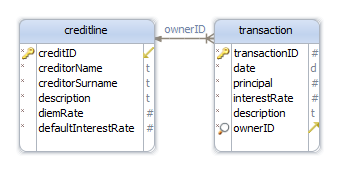 creditline
ownerID
transaction
creditID
creditorName t
creditorSurname t
description t
diemRate #
defaultInterestRate #
transactionID #
date d
principal #
interestRate #
description t
ownerID